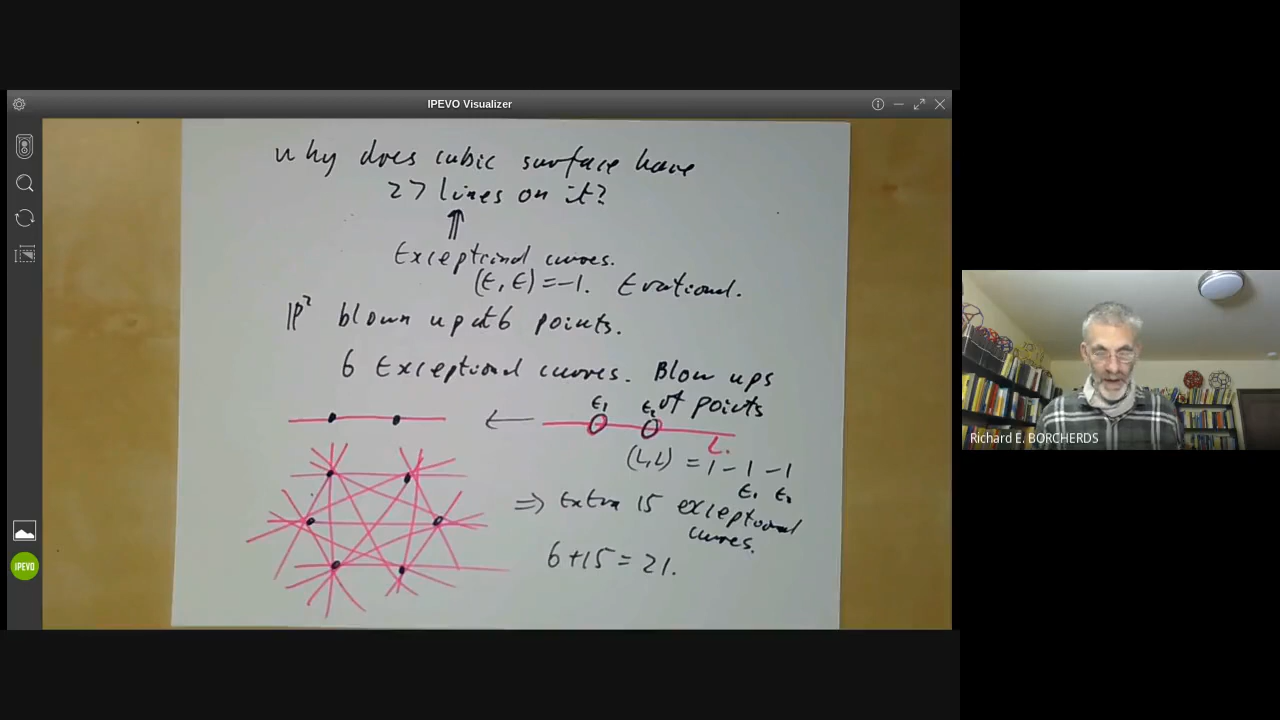 IPEVO Visualizer
why does cubic surface have
27 lines on it?
⇑
Exceptional curves.
(E, E) = -1. E rational.
P² blown up at 6 points.
6 Exceptional curves. Blow ups
of points
E₁ E₂
←
L.
(L,L) = 1 - 1 - 1
E₁ E₂
⇒ extra 15 exceptional
curves.
6+15 = 21.
IPEVO
Richard E. BORCHERDS